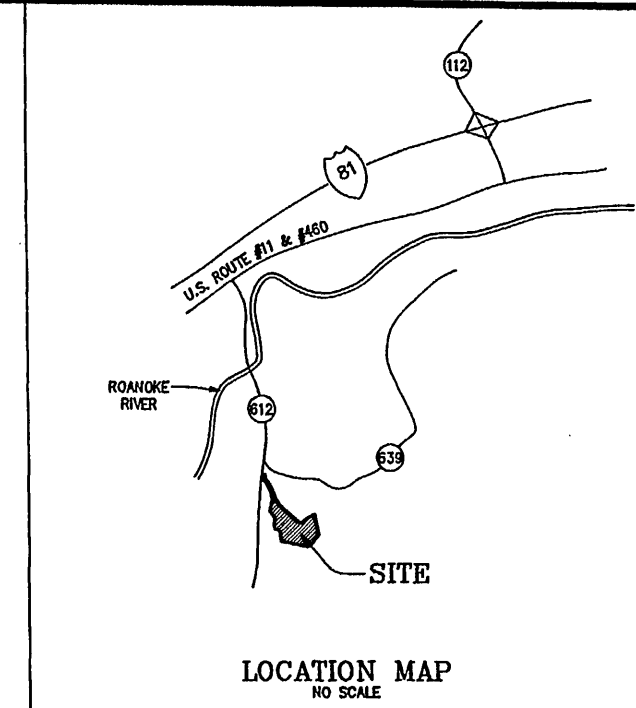 112
81
U.S. ROUTE #11 & #460
ROANOKE
RIVER
612
639
SITE
LOCATION MAP
NO SCALE